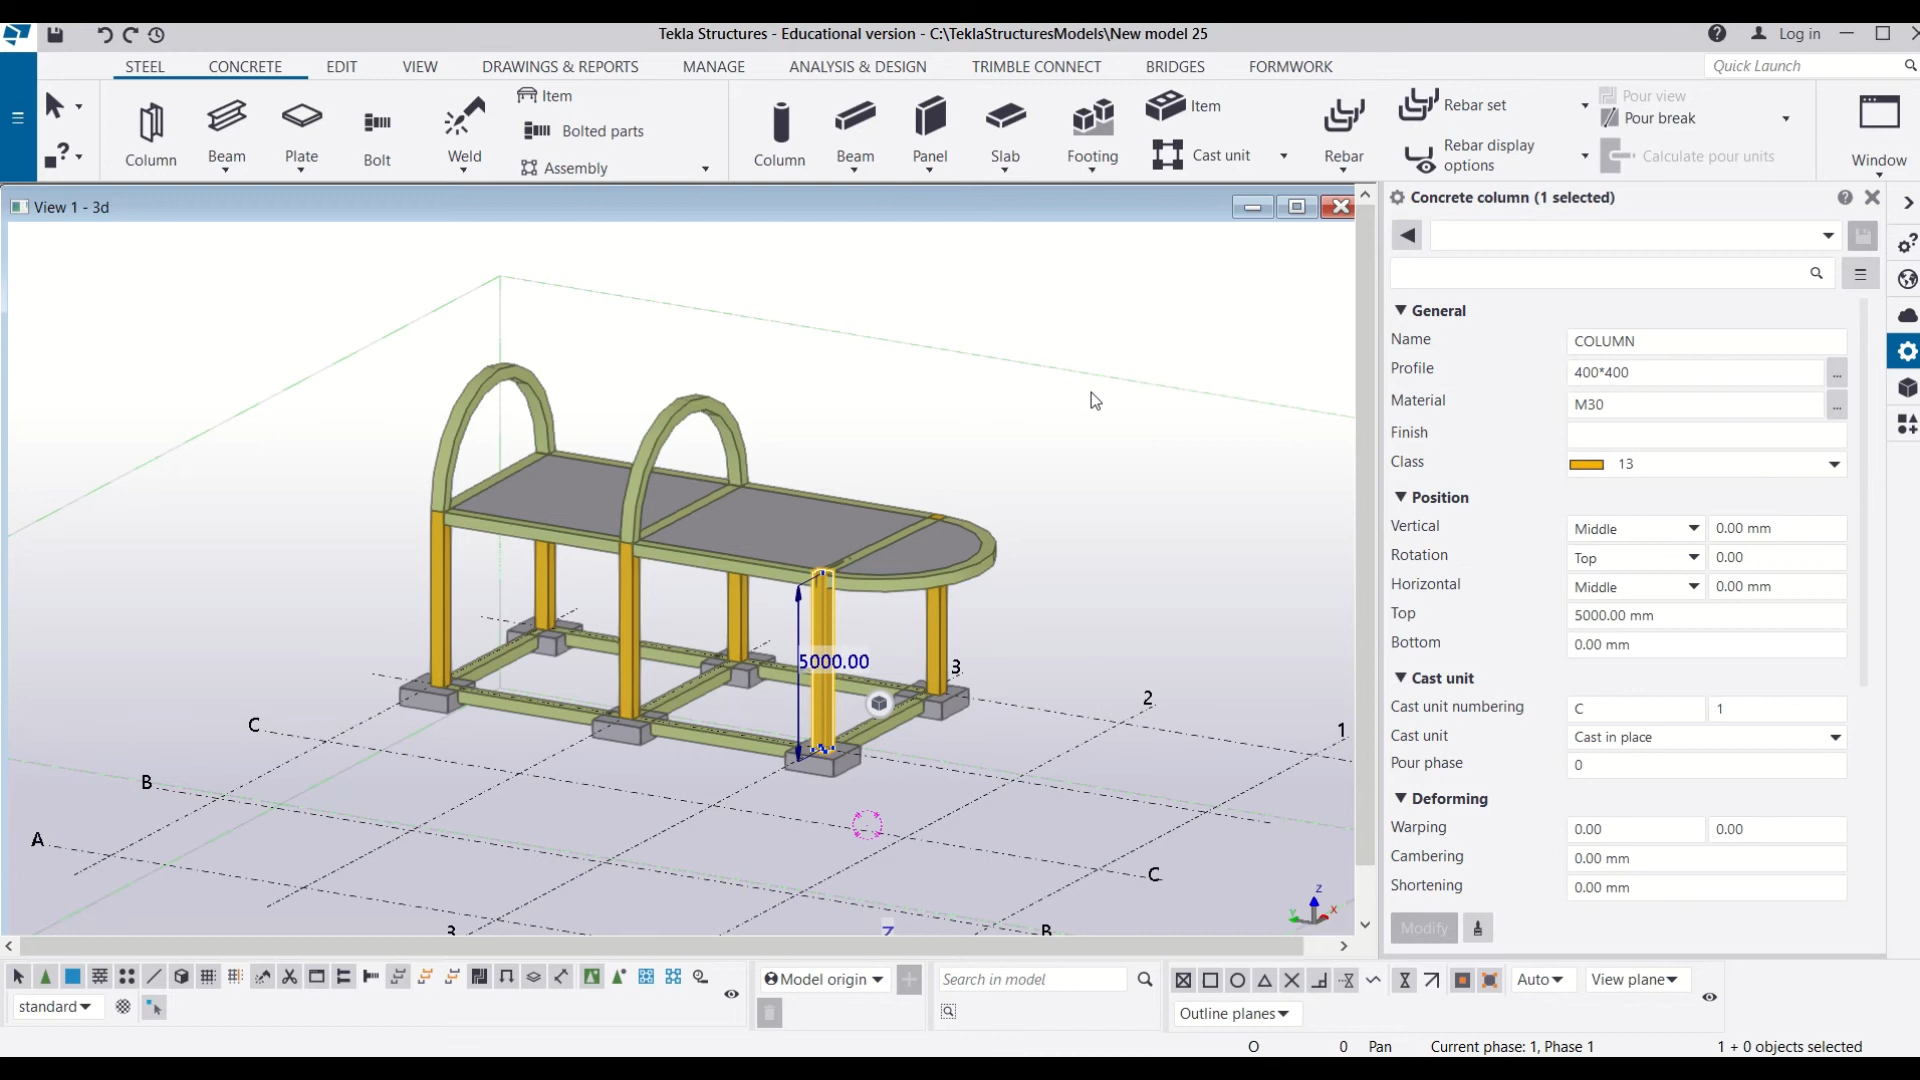 Tekla Structures - Educational version - C:\TeklaStructuresModels\New model 25
Log in
STEEL CONCRETE EDIT VIEW DRAWINGS & REPORTS MANAGE ANALYSIS & DESIGN TRIMBLE CONNECT BRIDGES FORMWORK
Quick Launch
Column
Beam
Plate
Bolt
Weld
Item
Bolted parts
Assembly
Column
Beam
Panel
Slab
Footing
Item
Cast unit
Rebar
Rebar set
Rebar display
options
Pour view
Pour break
Calculate pour units
Window
View 1 - 3d
5000.00
3
2
1
C
B
A
C
3
B
Z
z
x
Y
Concrete column (1 selected)
General
Name COLUMN
Profile 400*400 ...
Material M30 ...
Finish
Class 13
Position
Vertical Middle 0.00 mm
Rotation Top 0.00
Horizontal Middle 0.00 mm
Top 5000.00 mm
Bottom 0.00 mm
Cast unit
Cast unit numbering C 1
Cast unit Cast in place
Pour phase 0
Deforming
Warping 0.00 0.00
Cambering 0.00 mm
Shortening 0.00 mm
Modify
Model origin
Search in model
Auto
View plane
standard
Outline planes
O 0 Pan Current phase: 1, Phase 1 1 + 0 objects selected